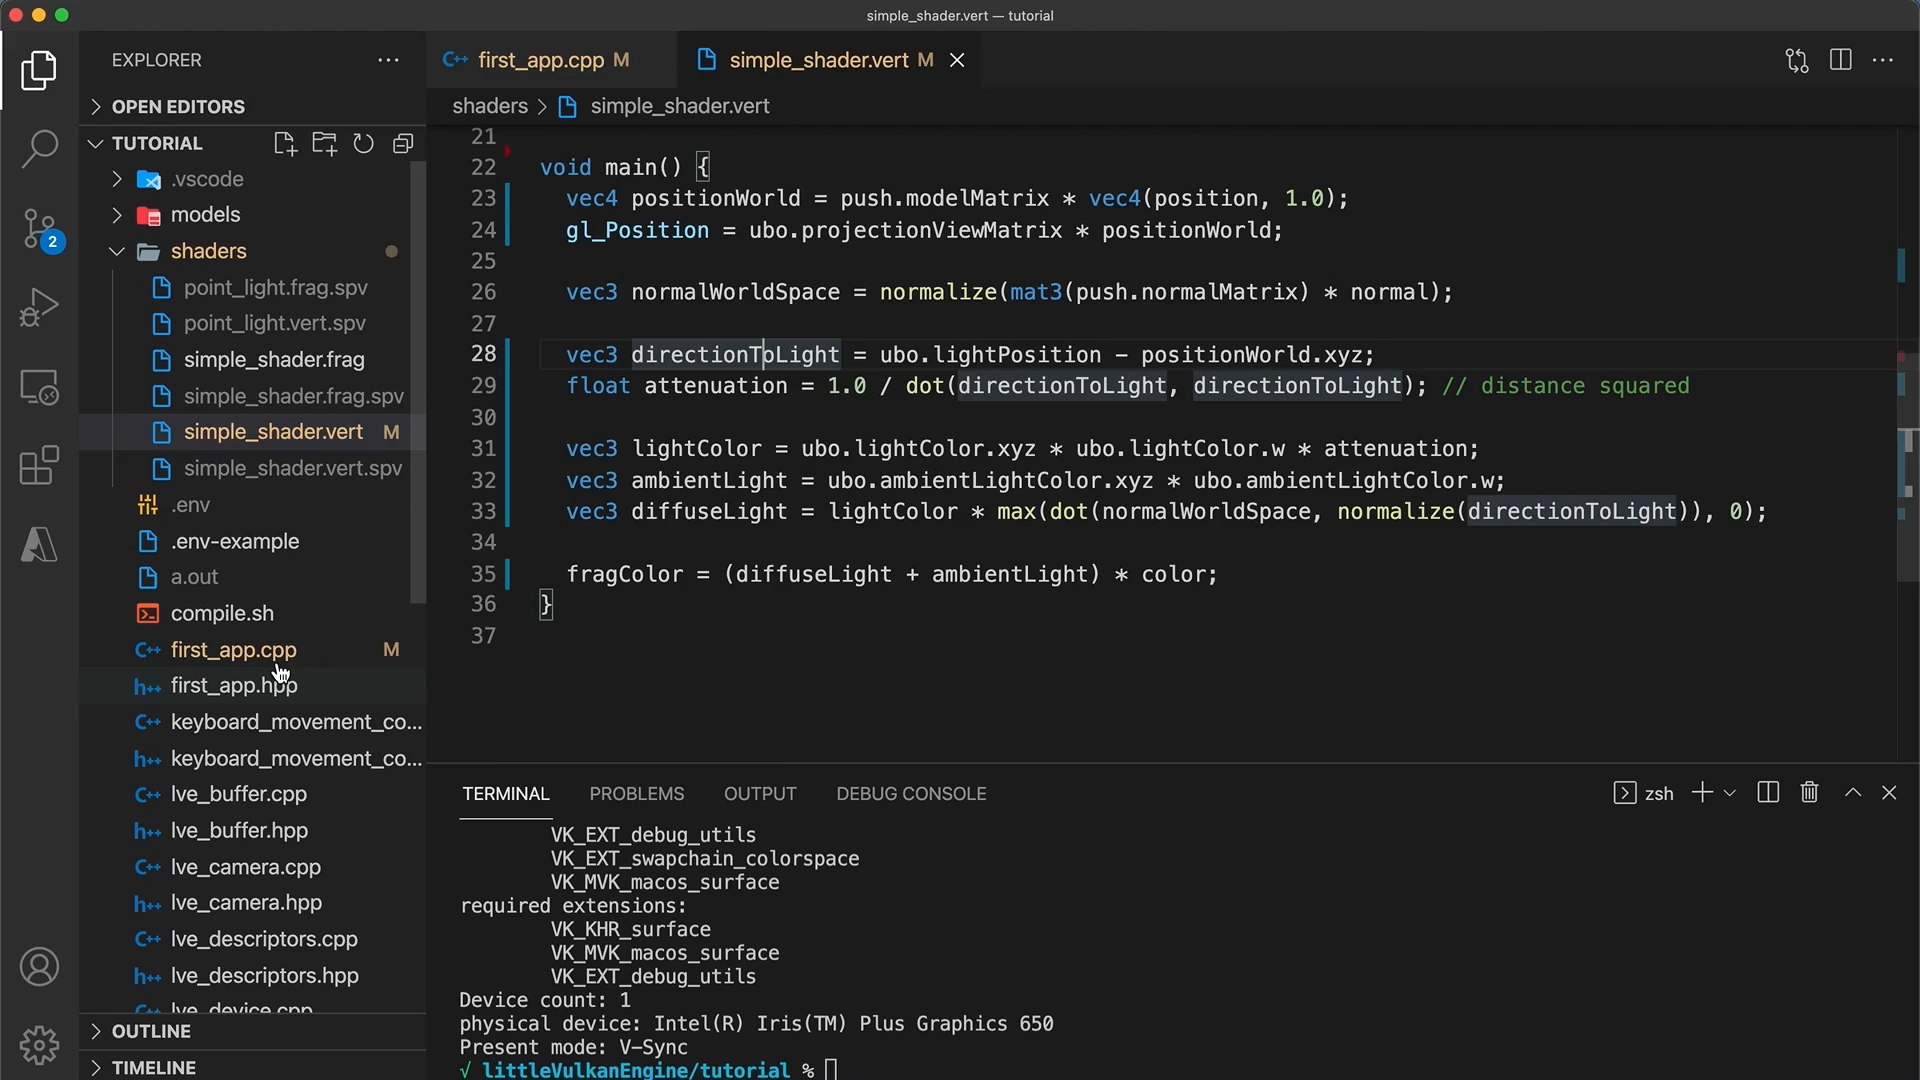 simple_shader.vert — tutorial
EXPLORER
OPEN EDITORS
TUTORIAL
.vscode
models
shaders
point_light.frag.spv
point_light.vert.spv
simple_shader.frag
simple_shader.frag.spv
simple_shader.vert M
simple_shader.vert.spv
.env
.env-example
a.out
compile.sh
first_app.cpp M
first_app.hpp
keyboard_movement_co...
keyboard_movement_co...
lve_buffer.cpp
lve_buffer.hpp
lve_camera.cpp
lve_camera.hpp
lve_descriptors.cpp
lve_descriptors.hpp
lve_device.cpp
OUTLINE
TIMELINE
2
first_app.cpp M
simple_shader.vert M
shaders > simple_shader.vert
21
22 void main() {
23 vec4 positionWorld = push.modelMatrix * vec4(position, 1.0);
24 gl_Position = ubo.projectionViewMatrix * positionWorld;
25
26 vec3 normalWorldSpace = normalize(mat3(push.normalMatrix) * normal);
27
28 vec3 directionToLight = ubo.lightPosition - positionWorld.xyz;
29 float attenuation = 1.0 / dot(directionToLight, directionToLight); // distance squared
30
31 vec3 lightColor = ubo.lightColor.xyz * ubo.lightColor.w * attenuation;
32 vec3 ambientLight = ubo.ambientLightColor.xyz * ubo.ambientLightColor.w;
33 vec3 diffuseLight = lightColor * max(dot(normalWorldSpace, normalize(directionToLight)), 0);
34
35 fragColor = (diffuseLight + ambientLight) * color;
36 }
37
TERMINAL PROBLEMS OUTPUT DEBUG CONSOLE
zsh
VK_EXT_debug_utils
VK_EXT_swapchain_colorspace
VK_MVK_macos_surface
required extensions:
VK_KHR_surface
VK_MVK_macos_surface
VK_EXT_debug_utils
Device count: 1
physical device: Intel(R) Iris(TM) Plus Graphics 650
Present mode: V-Sync
√ littleVulkanEngine/tutorial %